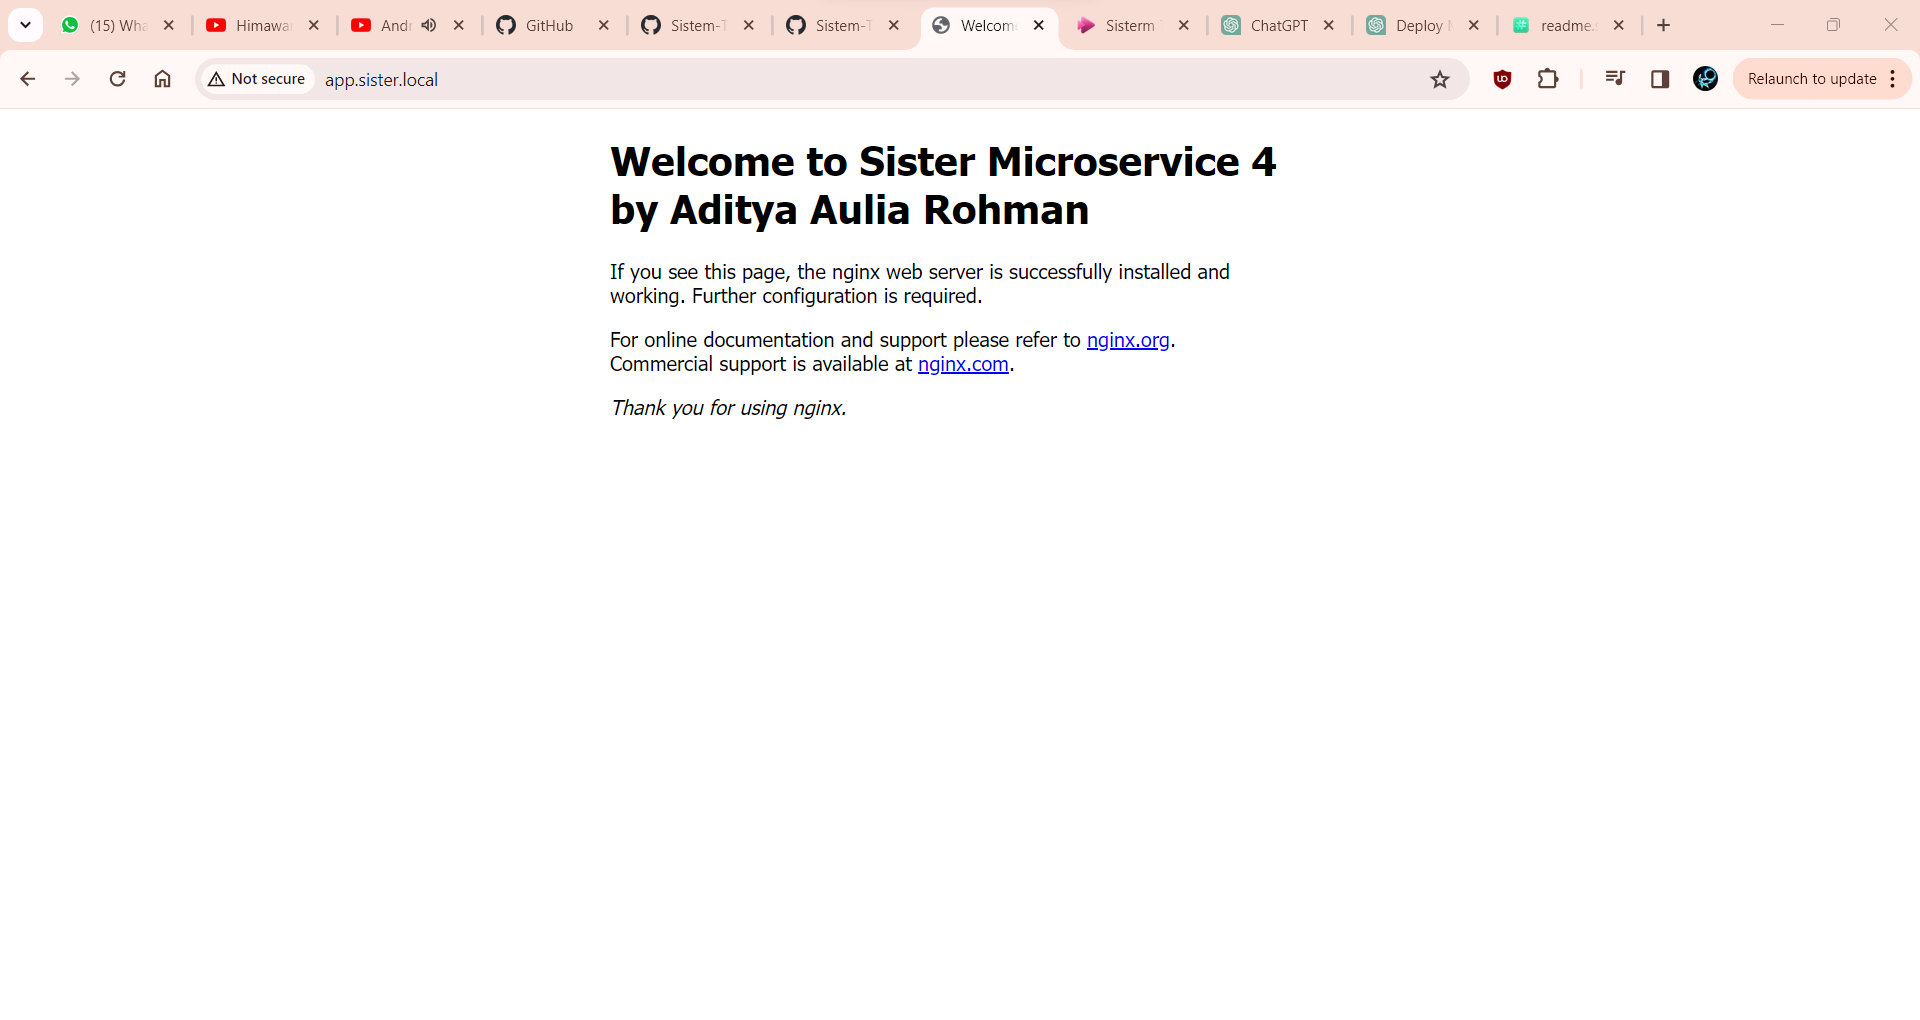 (15) Wha
Himawar
Andr
GitHub
Sistem-T
Sistem-T
Welcome
Sisterm
ChatGPT
Deploy
readme.
Not secure
app.sister.local
Relaunch to update
Welcome to Sister Microservice 4
by Aditya Aulia Rohman
If you see this page, the nginx web server is successfully installed and
working. Further configuration is required.
For online documentation and support please refer to nginx.org.
Commercial support is available at nginx.com.
Thank you for using nginx.